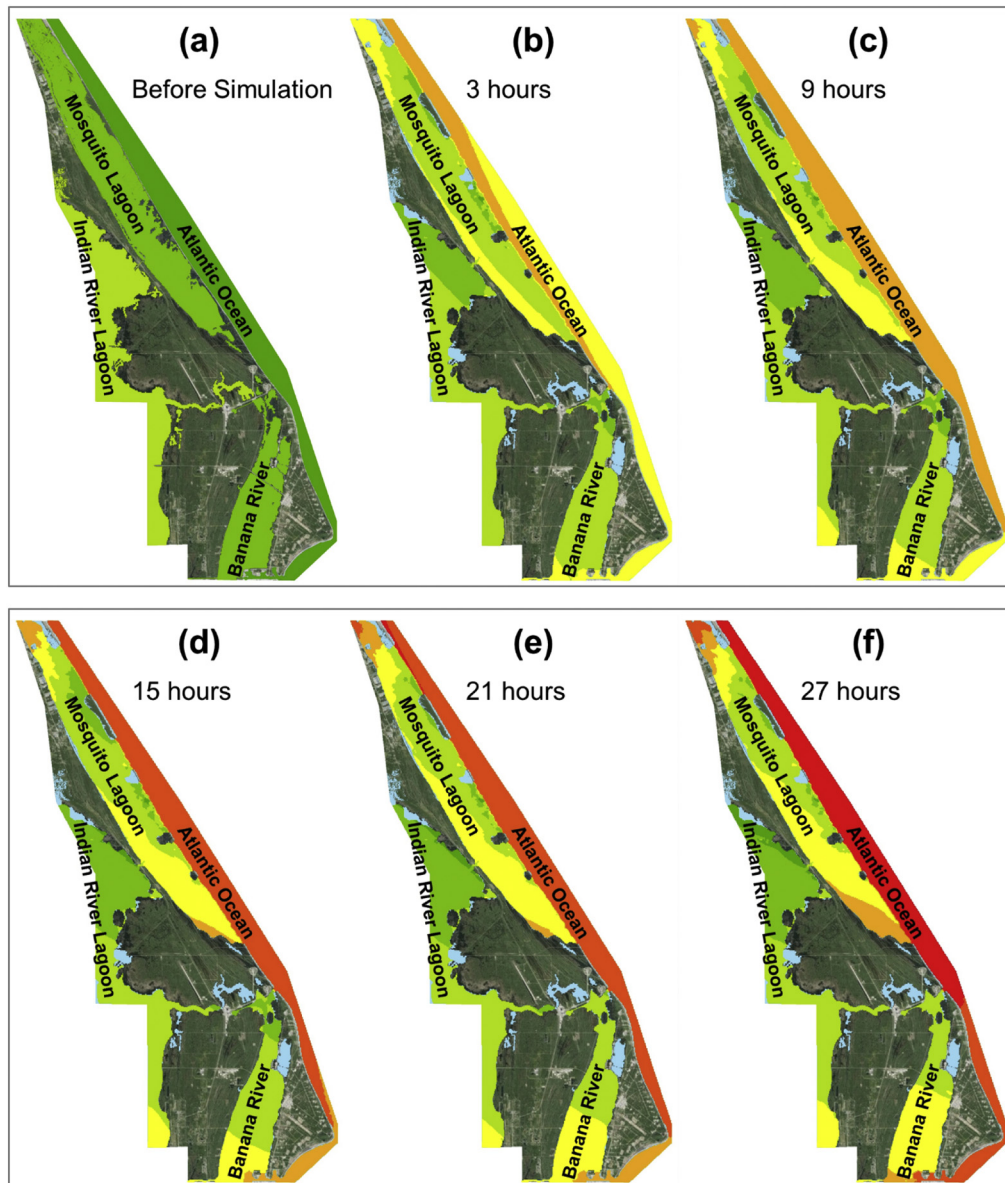 (a)
Before Simulation
Mosquito Lagoon
Atlantic Ocean
Indian River Lagoon
Banana River
(b)
3 hours
Mosquito Lagoon
Atlantic Ocean
Indian River Lagoon
Banana River
(c)
9 hours
Mosquito Lagoon
Atlantic Ocean
Indian River Lagoon
Banana River
(d)
15 hours
Mosquito Lagoon
Atlantic Ocean
Indian River Lagoon
Banana River
(e)
21 hours
Mosquito Lagoon
Atlantic Ocean
Indian River Lagoon
Banana River
(f)
27 hours
Mosquito Lagoon
Atlantic Ocean
Indian River Lagoon
Banana River